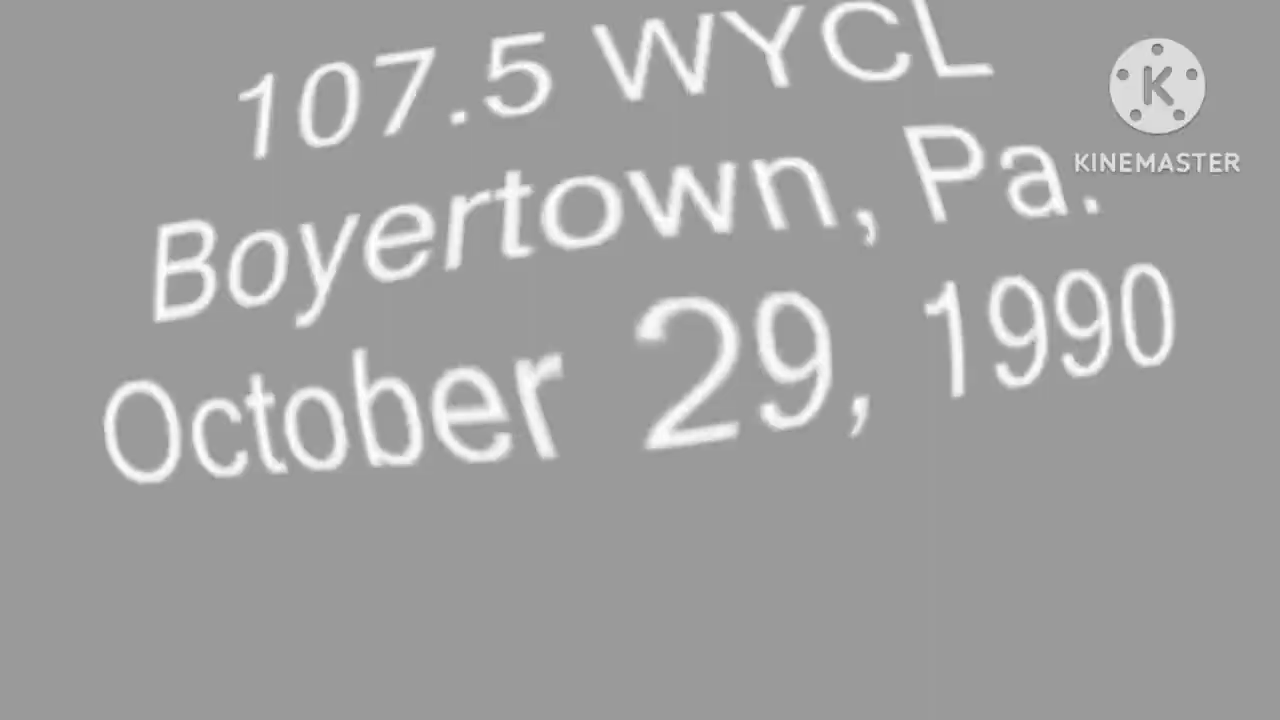 107.5 WYCL
Boyertown, Pa.
October 29, 1990
K
KINEMASTER